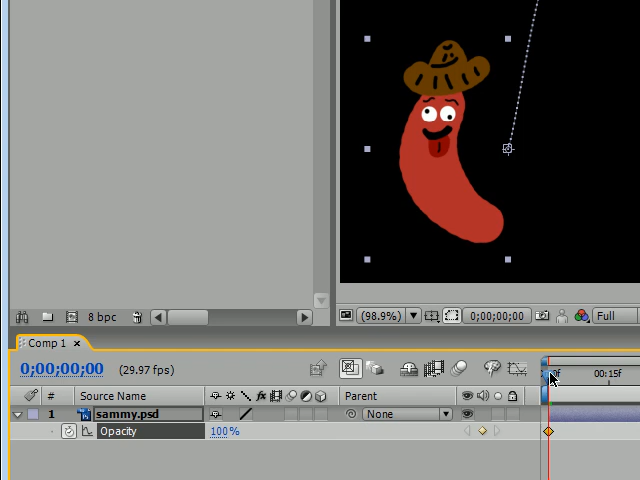 8 bpc
(98.9%)
0;00;00;00
Full
Comp 1
0;00;00;00
(29.97 fps)
00:15f
#
Source Name
fx
Parent
1
sammy.psd
None
Opacity
100%